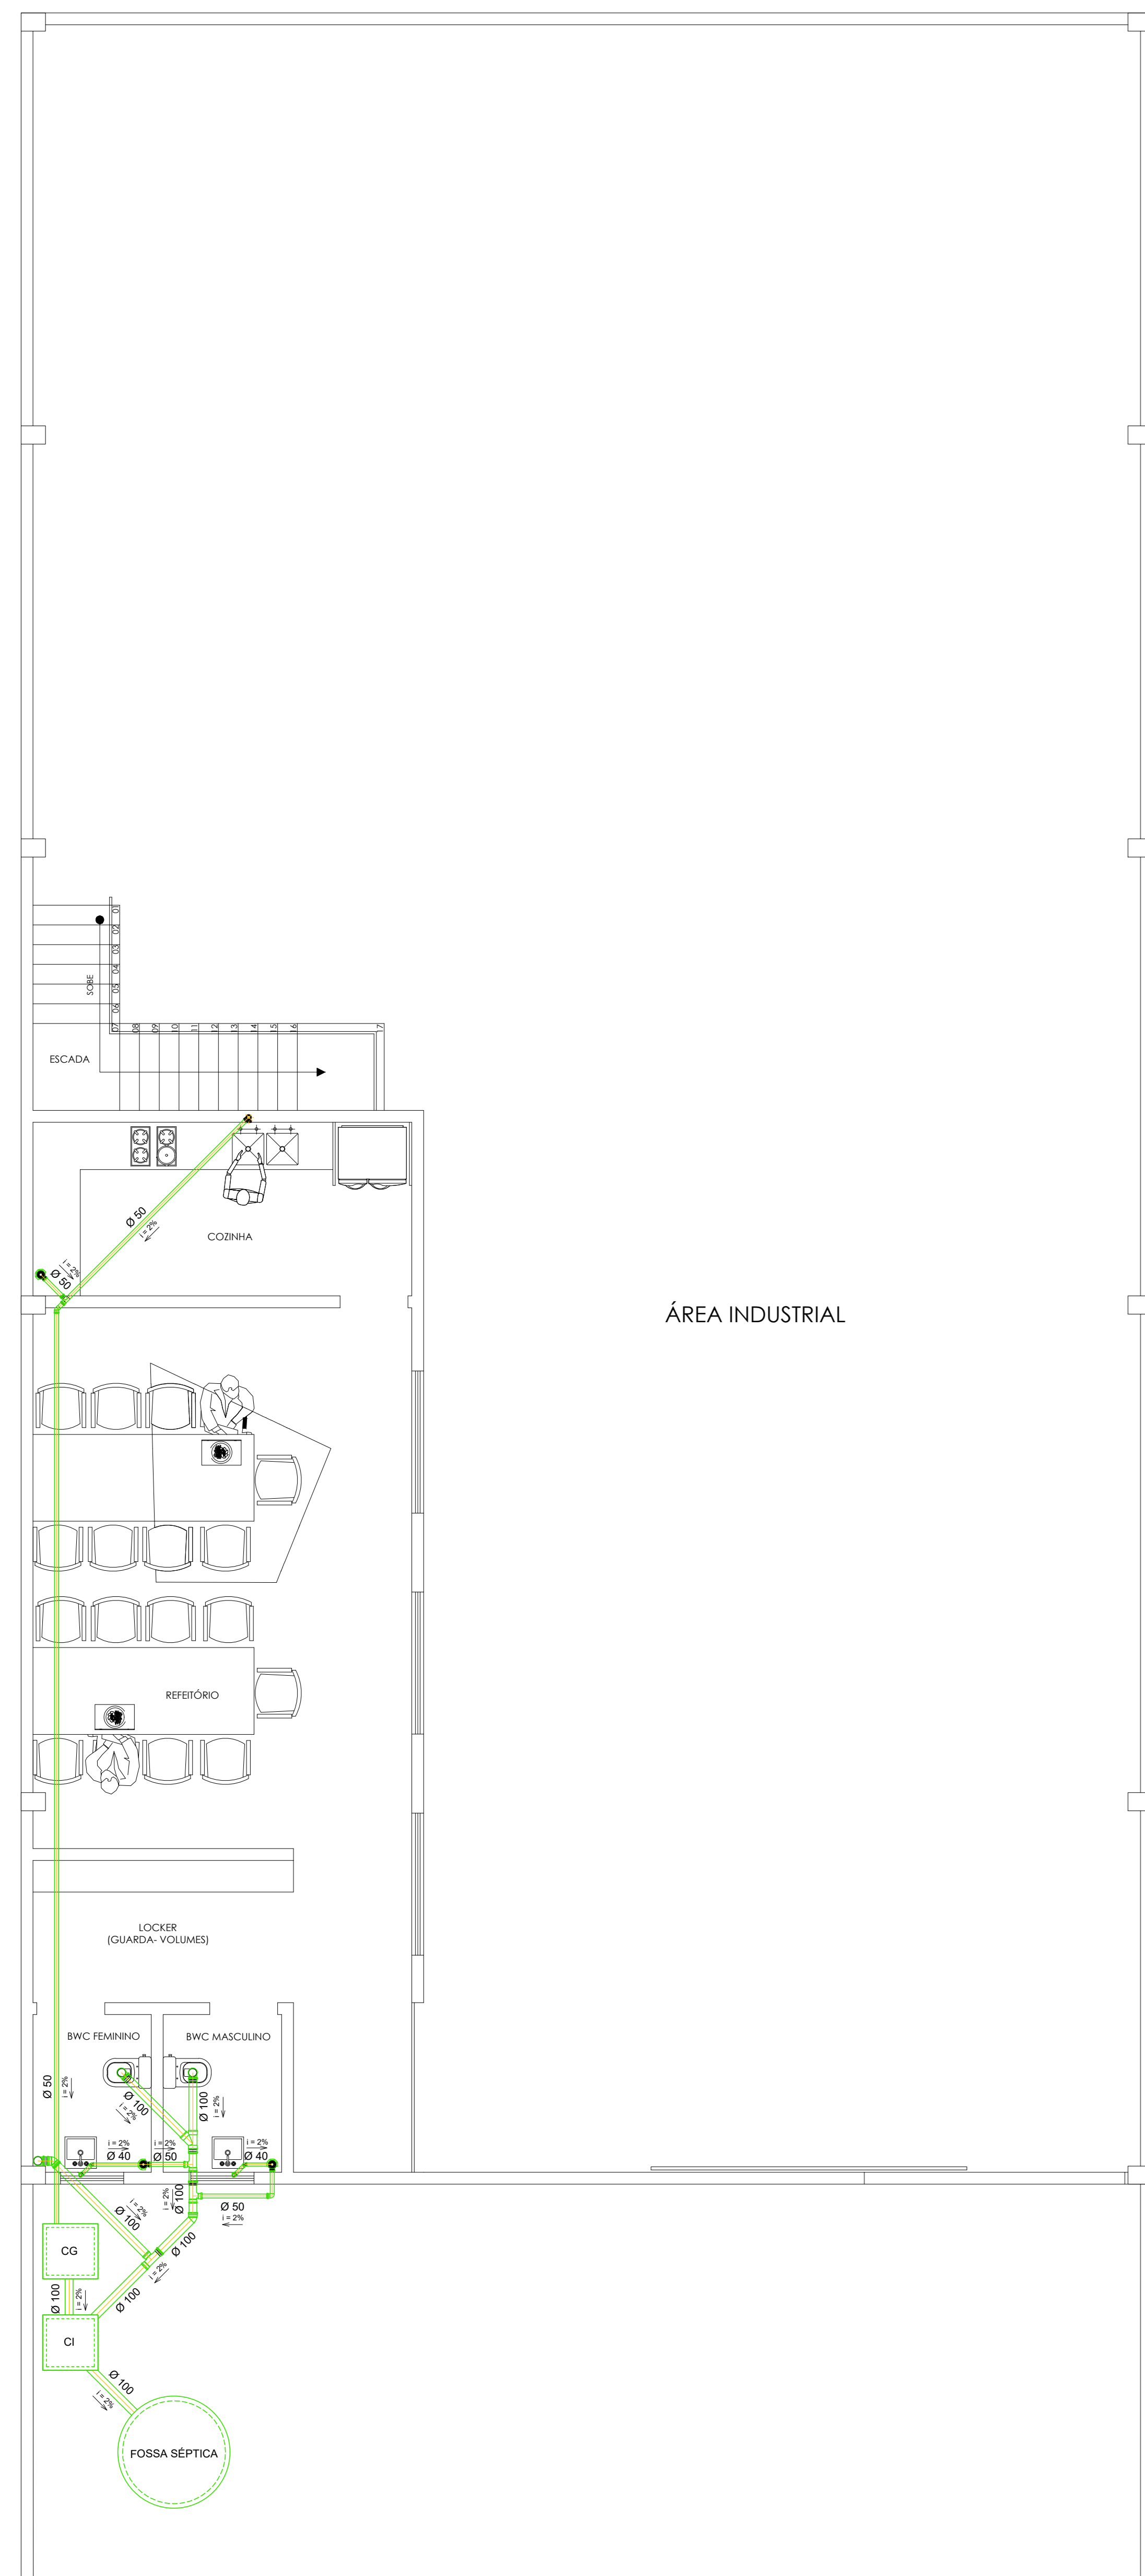 01
02
03
04
05
06
07
08
09
10
11
12
13
14
15
16
17
SOBE
ESCADA
Ø 50
i = 2%
COZINHA
i = 2%
Ø 50
ÁREA INDUSTRIAL
REFEITÓRIO
LOCKER
(GUARDA- VOLUMES)
BWC FEMININO
BWC MASCULINO
Ø 50
i = 2%
Ø 100
i = 2%
Ø 100
i = 2%
i = 2%
Ø 40
i = 2%
Ø 50
i = 2%
Ø 40
i = 2%
Ø 100
i = 2%
Ø 100
Ø 50
i = 2%
Ø 100
i = 2%
Ø 100
CG
Ø 100
i = 2%
CI
Ø 100
i = 2%
FOSSA SÉPTICA